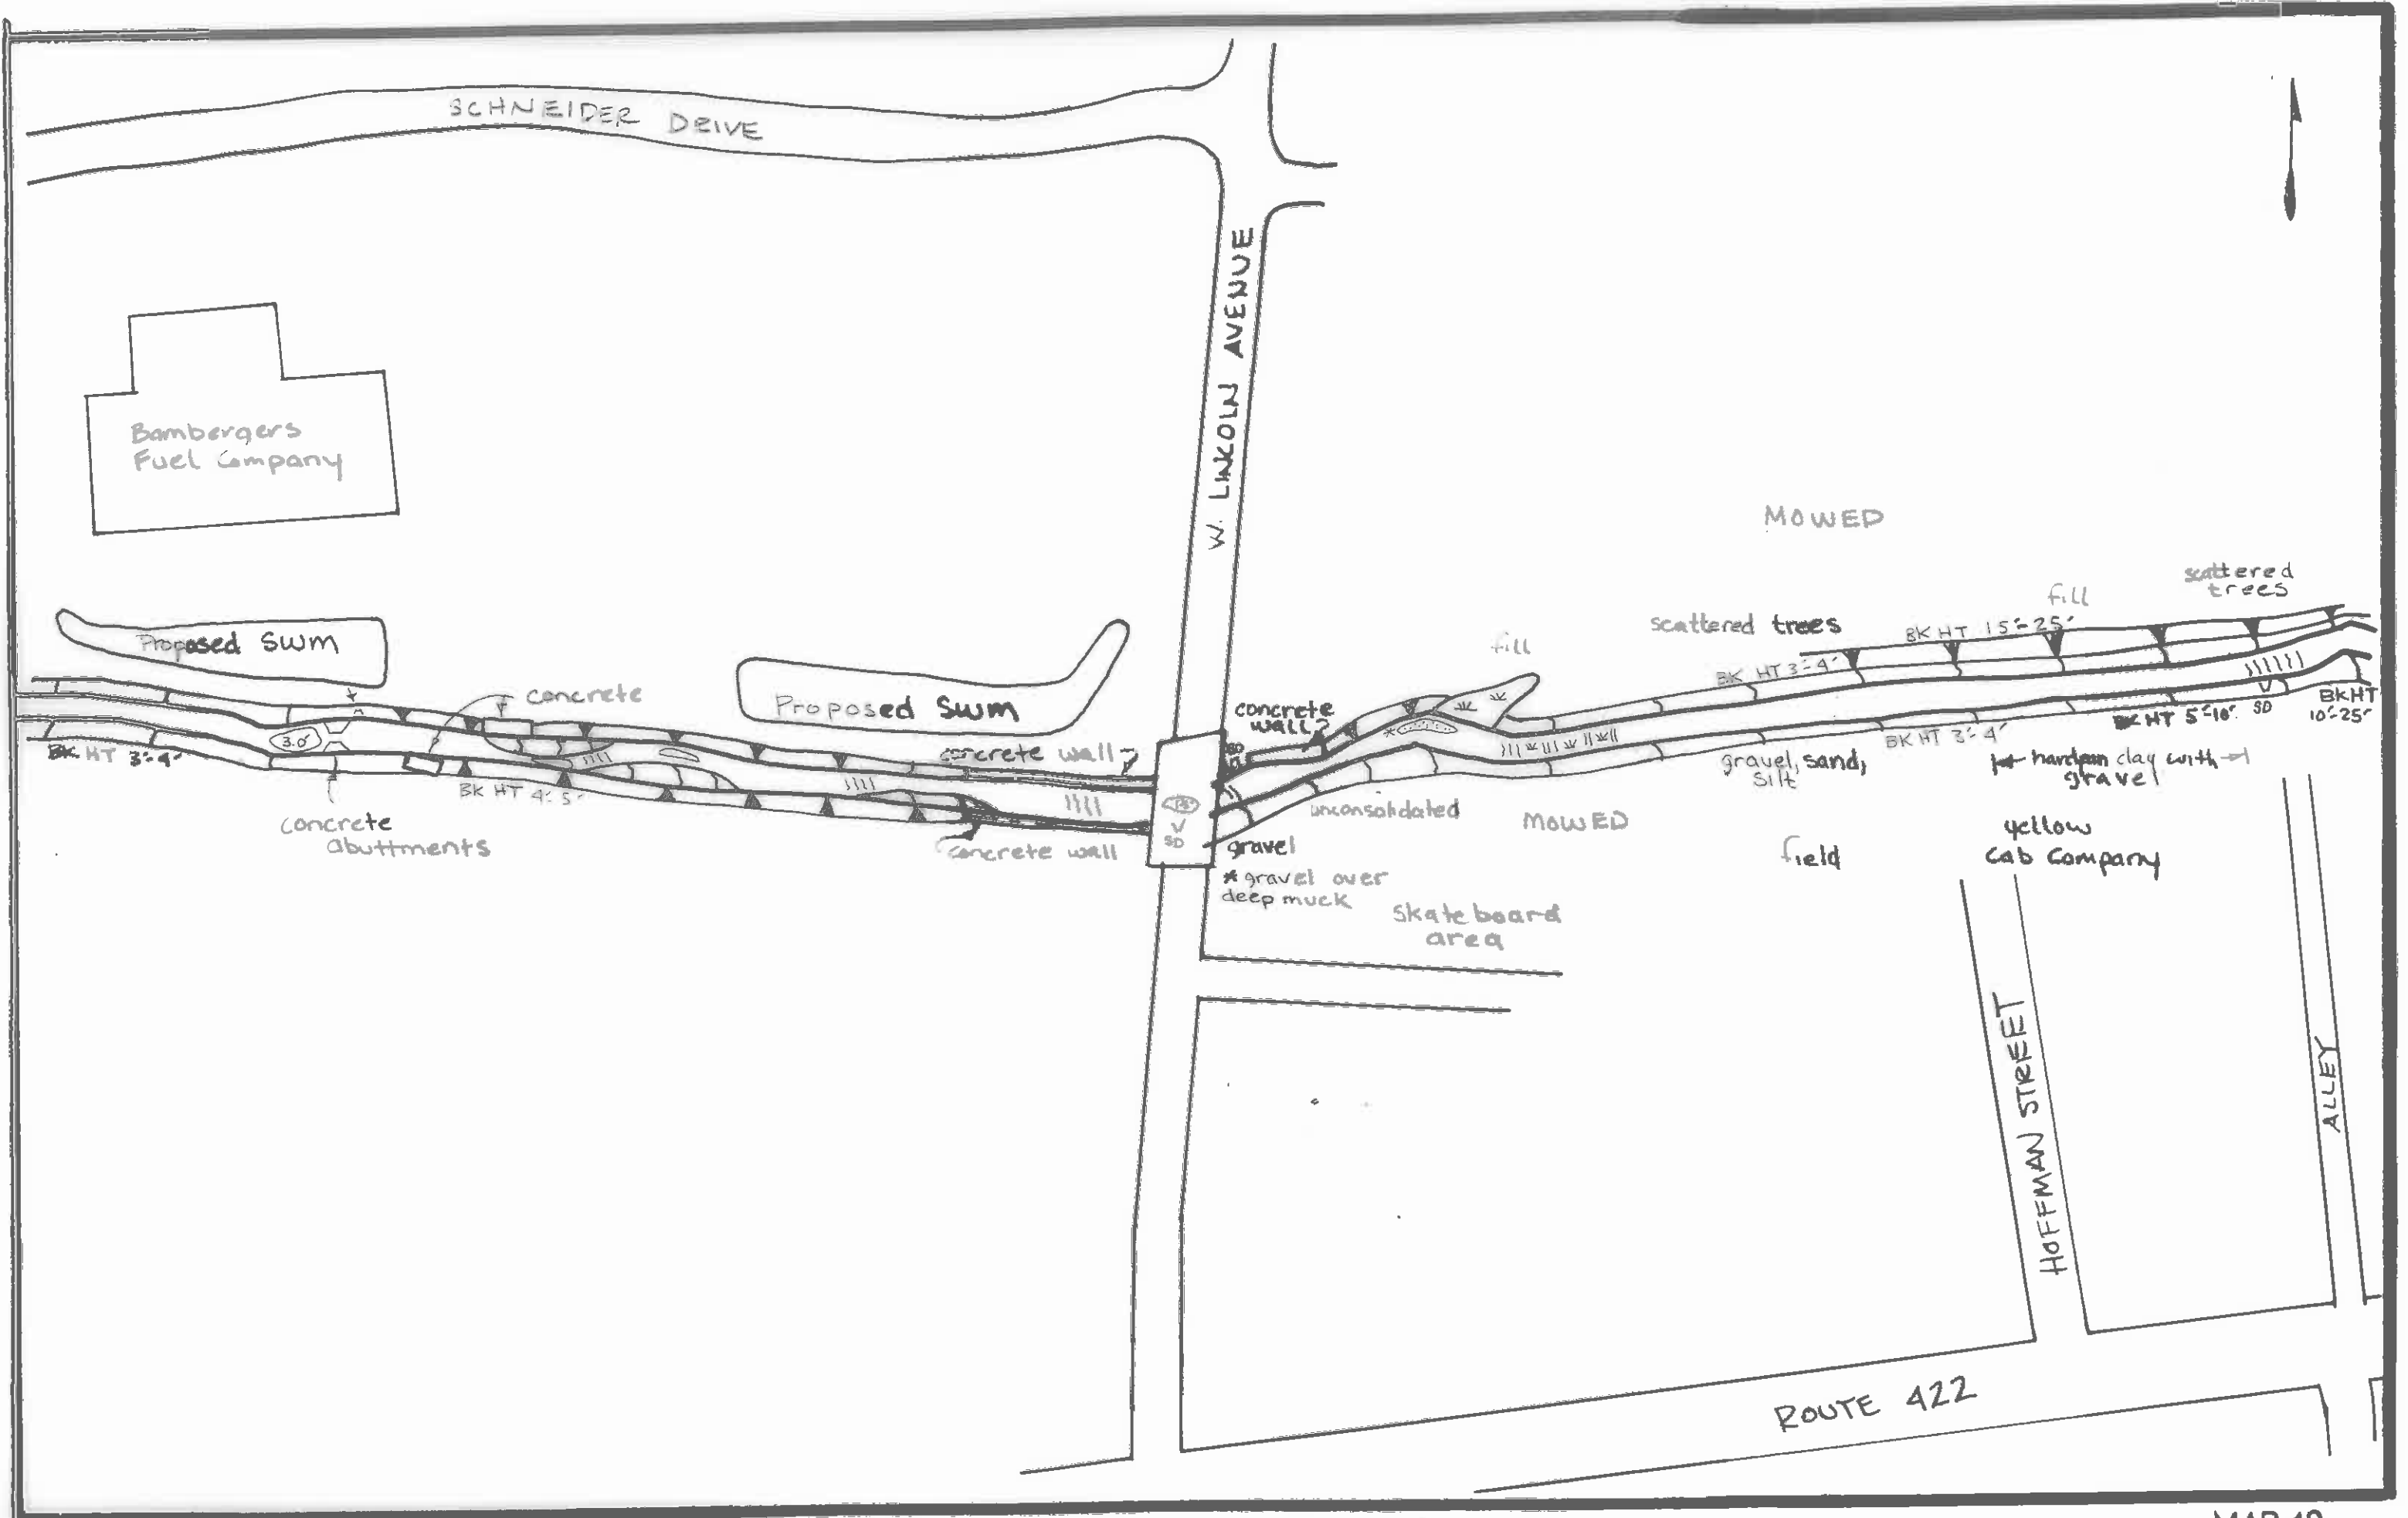 SCHNEIDER DRIVE
W. LINCOLN AVENUE
Bambergers
Fuel Company
MOWED
scattered
trees
fill
scattered trees
BK HT 15'-25'
fill
BK HT 3'-4'
Proposed SWM
concrete
Proposed SWM
concrete
wall
concrete wall
3.0'
BK HT 3'-4'
BK HT 4'-5'
concrete
abuttments
concrete wall
SD
SD
gravel
* gravel over
deep muck
*
unconsolidated
MOWED
gravel, sand,
silt
BK HT 3'-4'
BK HT 5'-10'
SD
BK HT
10'-25'
hardpan clay with
gravel
field
yellow
Cab Company
Skateboard
area
HOFFMAN STREET
ALLEY
ROUTE 422